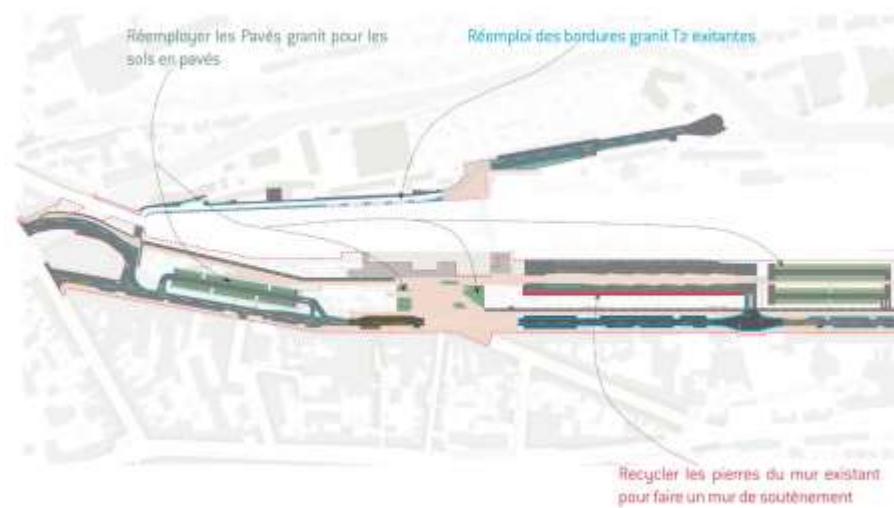 Réemployer les Pavés granit pour les
sols en pavés
Réemploi des bordures granit T2 exitantes
Recycler les pierres du mur existant
pour faire un mur de soutènement